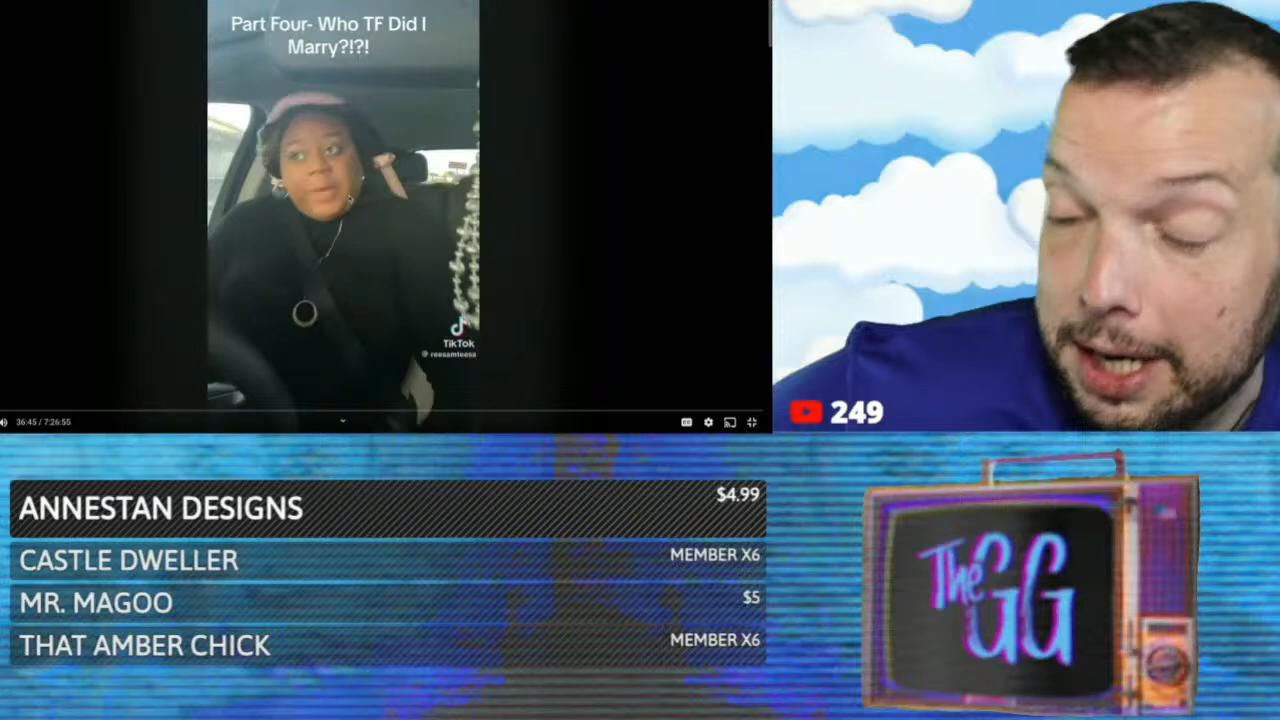 Part Four- Who TF Did I
Marry?!?!
TikTok
@ reesamteesa
36:45 / 7:26:55
249
ANNESTAN DESIGNS
$4.99
CASTLE DWELLER
MEMBER X6
MR. MAGOO
$5
THAT AMBER CHICK
MEMBER X6
The GG